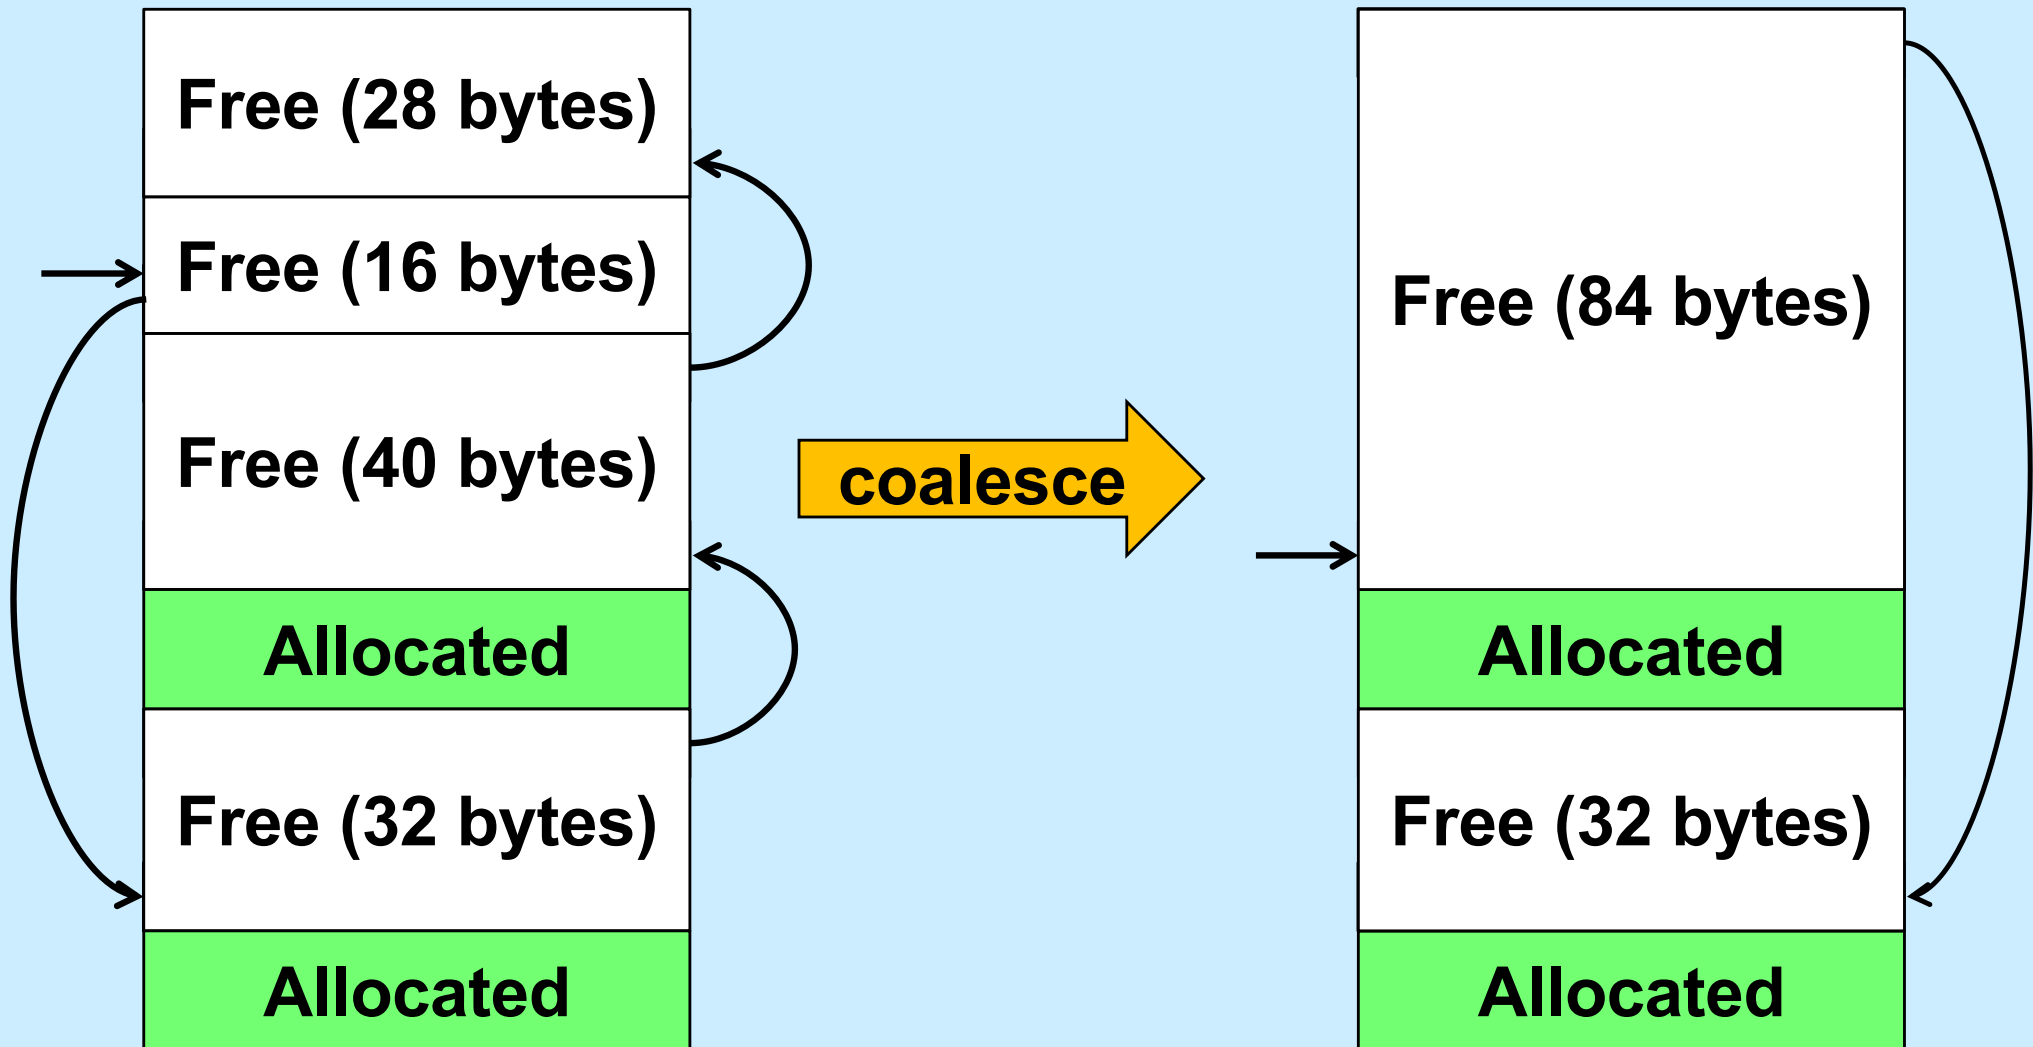 Free (28 bytes)
Free (16 bytes)
Free (40 bytes)
Allocated
Free (32 bytes)
Allocated
coalesce
Free (84 bytes)
Allocated
Free (32 bytes)
Allocated